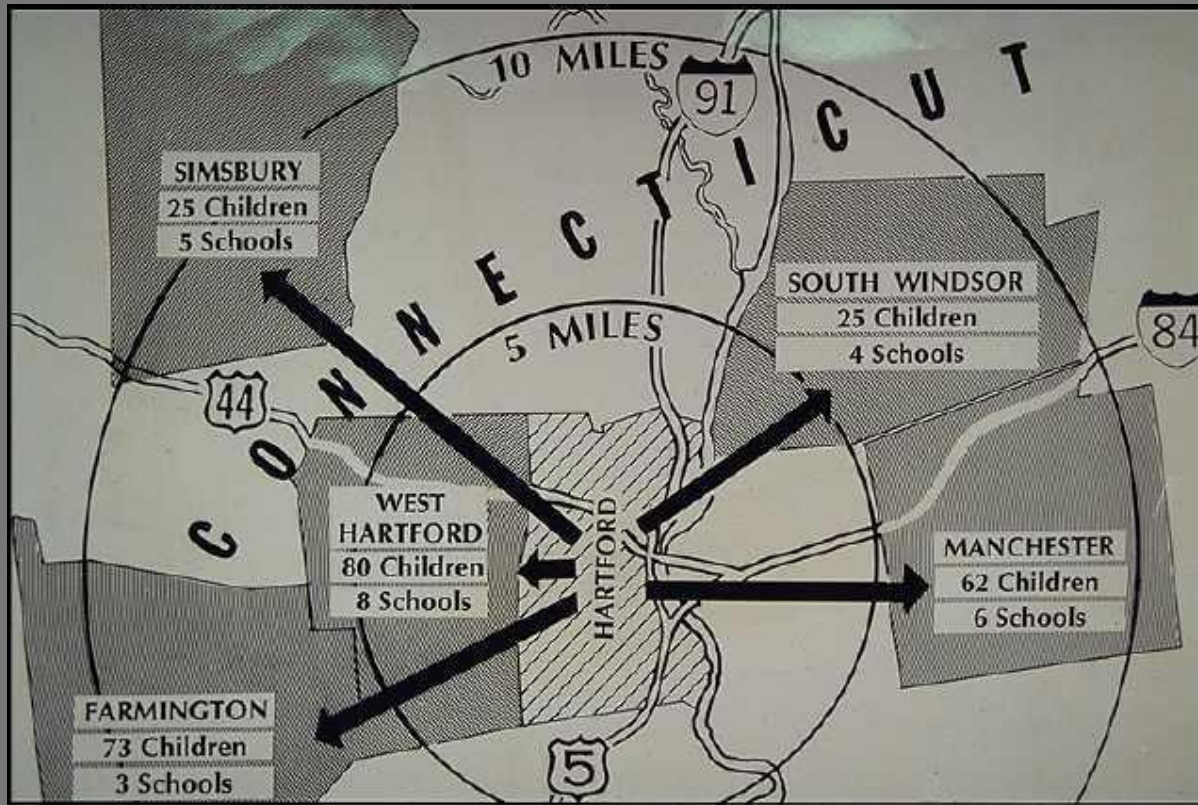 10 MILES
91
CONNECTICUT
SIMSBURY
25 Children
5 Schools
SOUTH WINDSOR
25 Children
4 Schools
84
5 MILES
44
WEST
HARTFORD
80 Children
8 Schools
HARTFORD
MANCHESTER
62 Children
6 Schools
FARMINGTON
73 Children
3 Schools
5